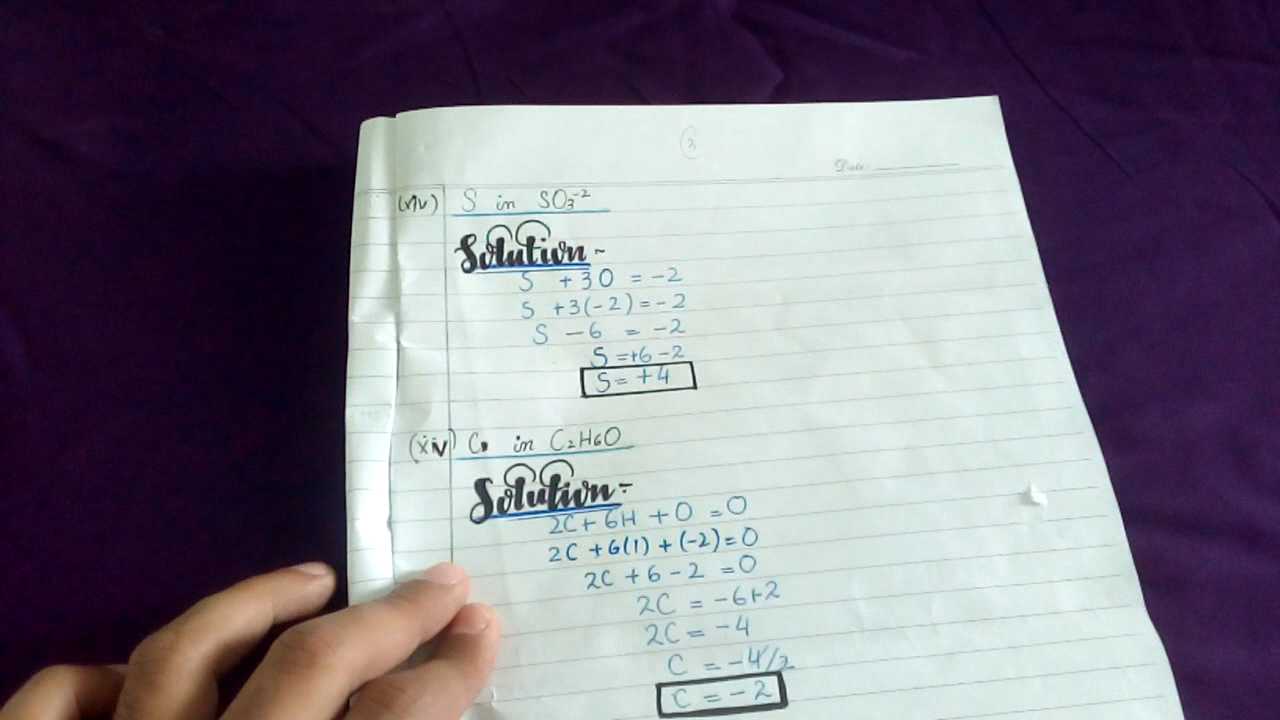 3
Date:
(xiv) S in SO₃⁻²
Solution-
S + 3O = -2
S + 3(-2) = -2
S - 6 = -2
S = +6 - 2
S = +4
(xiv) C in C₂H6O
Solution:-
2C + 6H + O = 0
2C + 6(1) + (-2) = 0
2C + 6 - 2 = 0
2C = -6+2
2C = -4
C = -4/2
C = -2